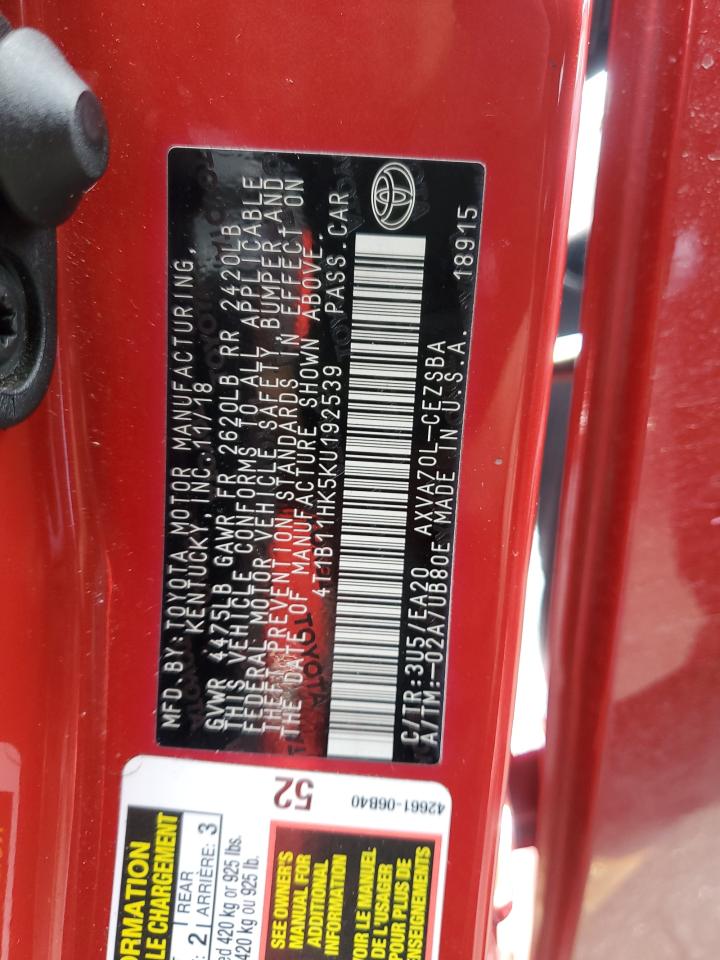 MFD.BY:TOYOTA MOTOR MANUFACTURING,
KENTUCKY, INC. 11/18
GVWR 4475LB GAWR FR 2620LB RR 2420LB
THIS VEHICLE CONFORMS TO ALL APPLICABLE
FEDERAL MOTOR VEHICLE SAFETY, BUMPER, AND
THEFT PREVENTION STANDARDS IN EFFECT ON
THE DATE OF MANUFACTURE SHOWN ABOVE.
4T1B11HK5KU192539 PASS.CAR
C/TR:3U5/EA20 AXVA70L-CEZSBA
A/TM:-02A/UB80E MADE IN U.S.A. 18915
TOYOTA
52
42661-06B40
ORMATION
LE CHARGEMENT
2 REAR
ARRIÈRE: 3
ed 420 kg or 925 lbs.
420 kg ou 925 lb.
SEE OWNER'S
MANUAL FOR
ADDITIONAL
INFORMATION
VOIR LE MANUEL
DE L'USAGER
POUR PLUS DE
ENSEIGNEMENTS